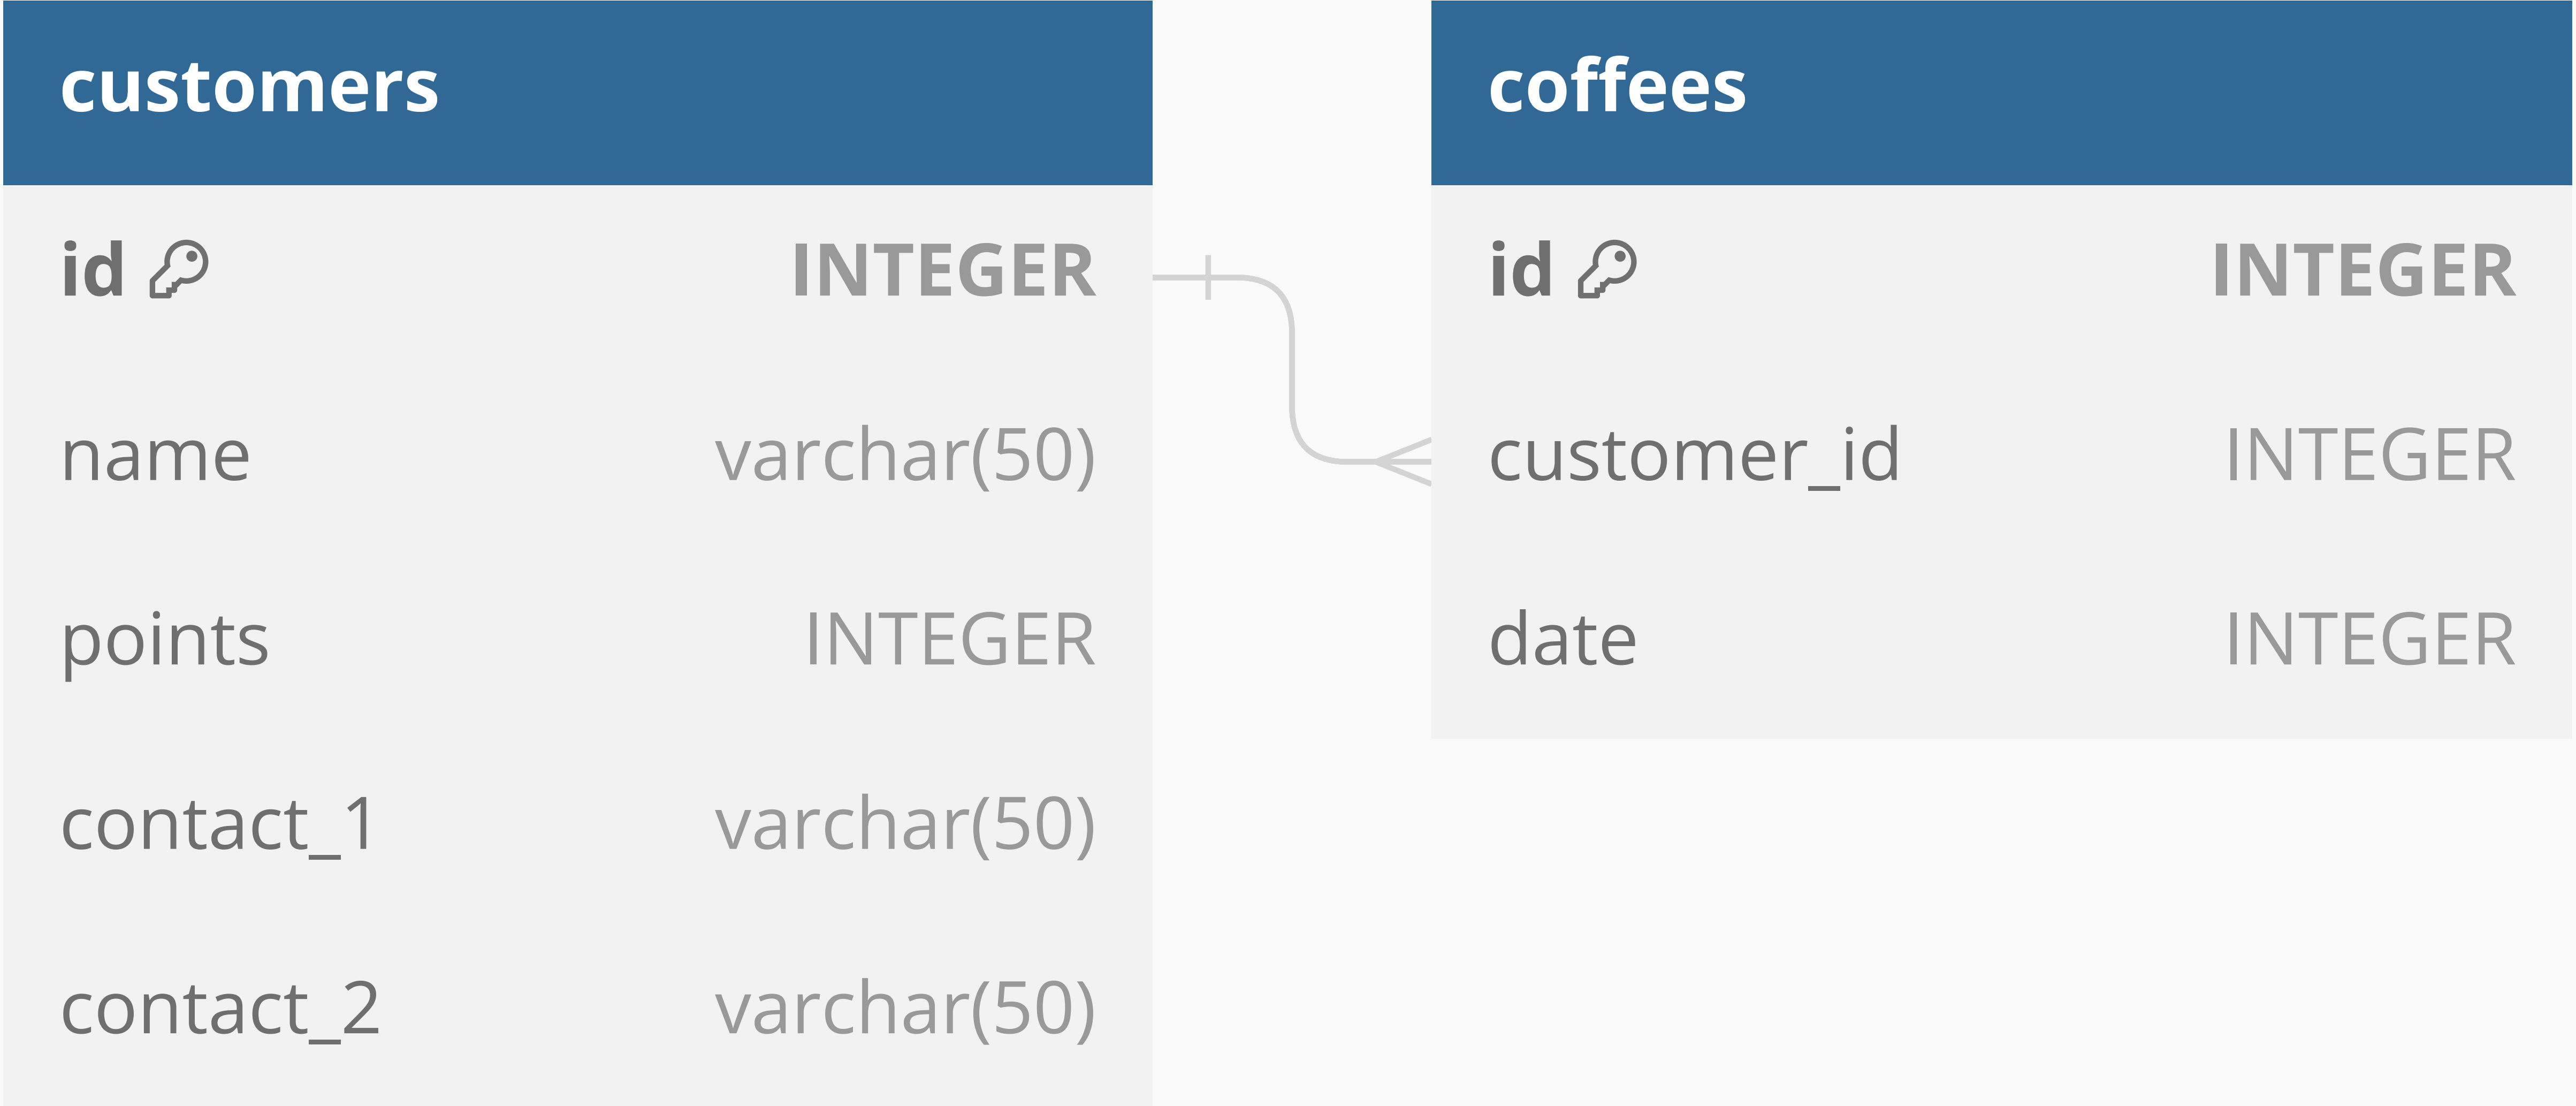 customers
id INTEGER
name varchar(50)
points INTEGER
contact_1 varchar(50)
contact_2 varchar(50)
coffees
id INTEGER
customer_id INTEGER
date INTEGER